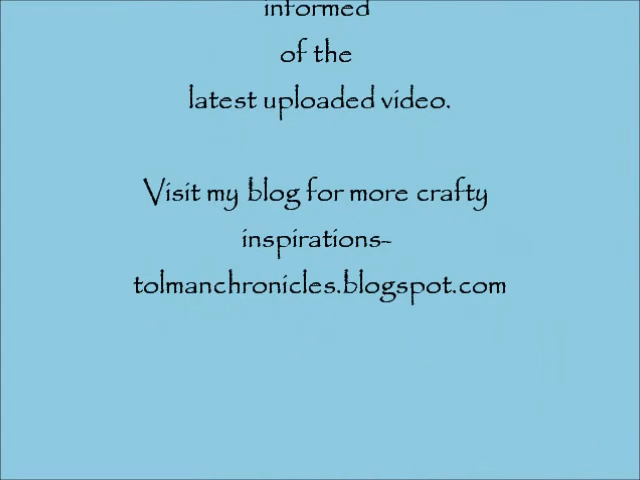 informed
of the
latest uploaded video.
Visit my blog for more crafty
inspirations-
tolmanchronicles.blogspot.com